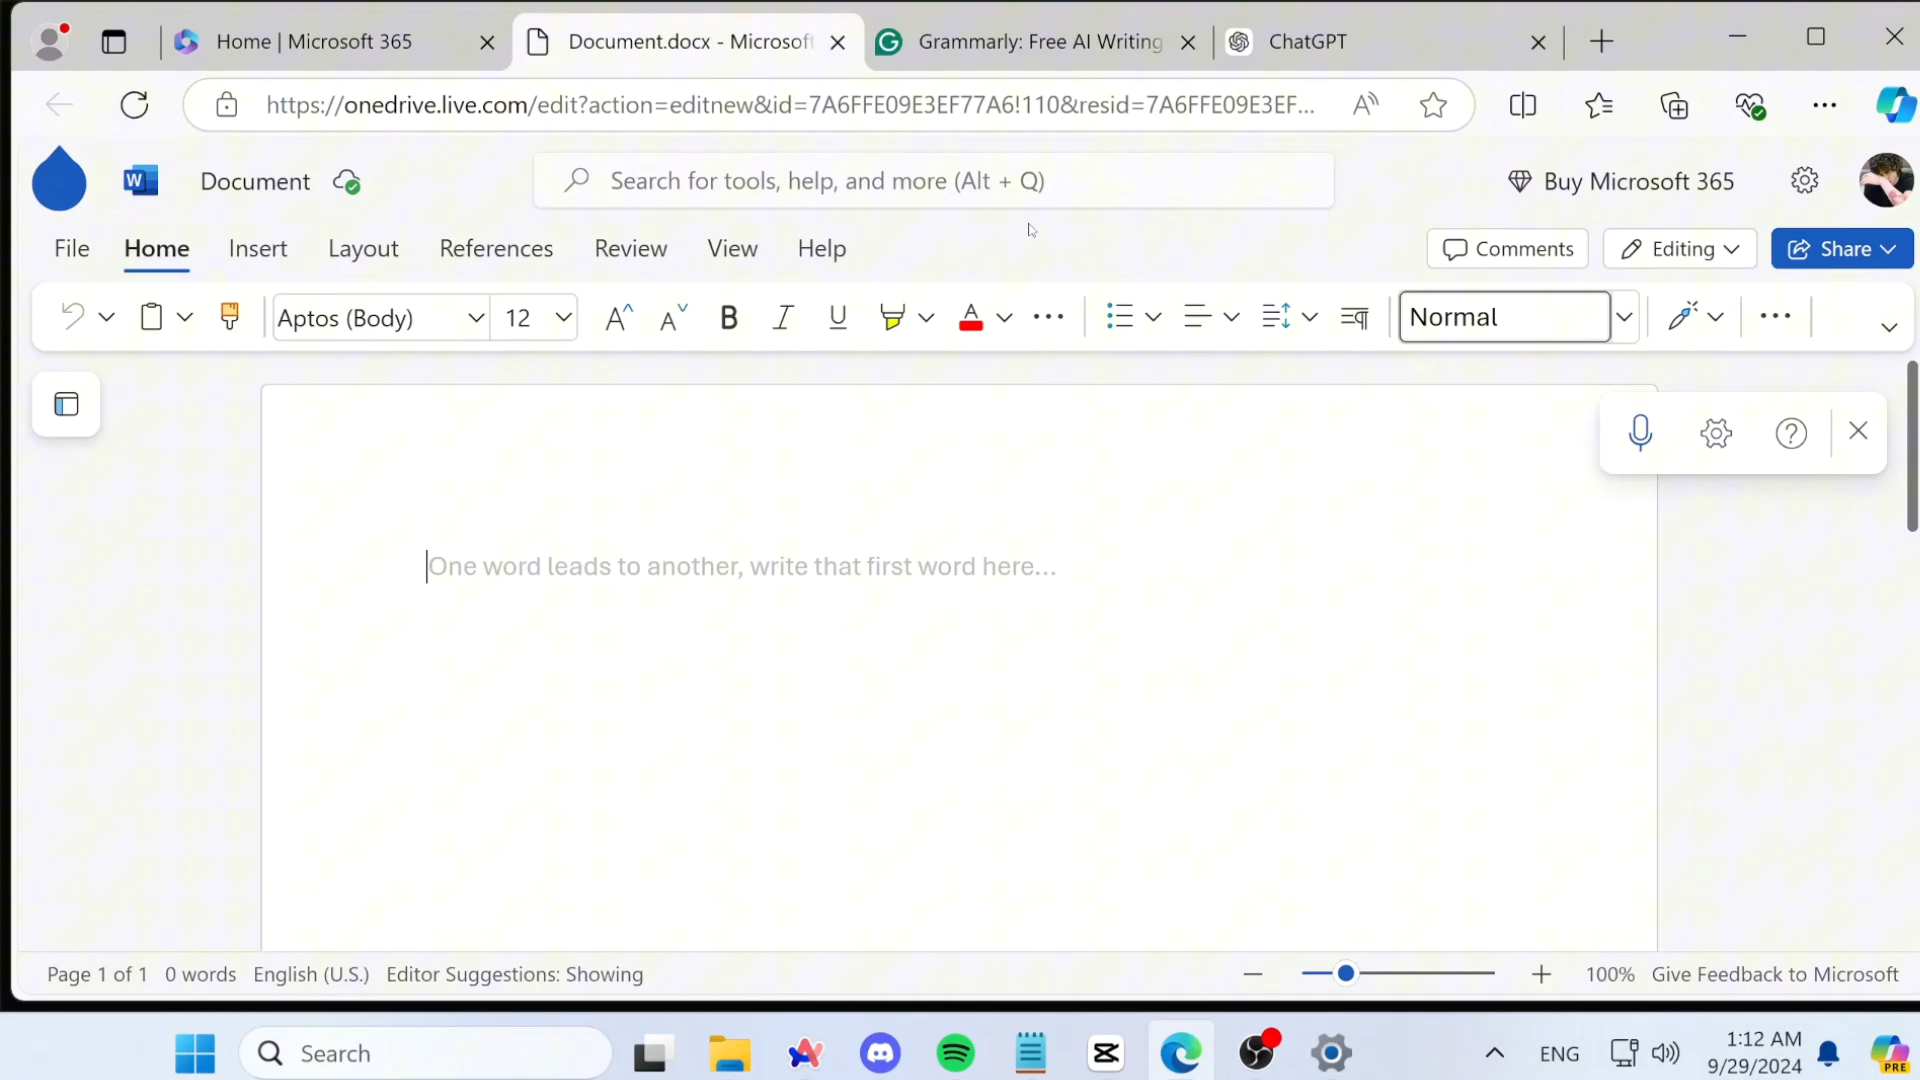 Home | Microsoft 365
Document.docx - Microsoft
Grammarly: Free AI Writing
ChatGPT
https://onedrive.live.com/edit?action=editnew&id=7A6FFE09E3EF77A6!110&resid=7A6FFE09E3EF...
W
Document
Search for tools, help, and more (Alt + Q)
Buy Microsoft 365
File Home Insert Layout References Review View Help
Comments
Editing
Share
Aptos (Body)
12
Normal
One word leads to another, write that first word here...
Page 1 of 1 0 words English (U.S.) Editor Suggestions: Showing
100% Give Feedback to Microsoft
Search
ENG
1:12 AM
9/29/2024
PRE